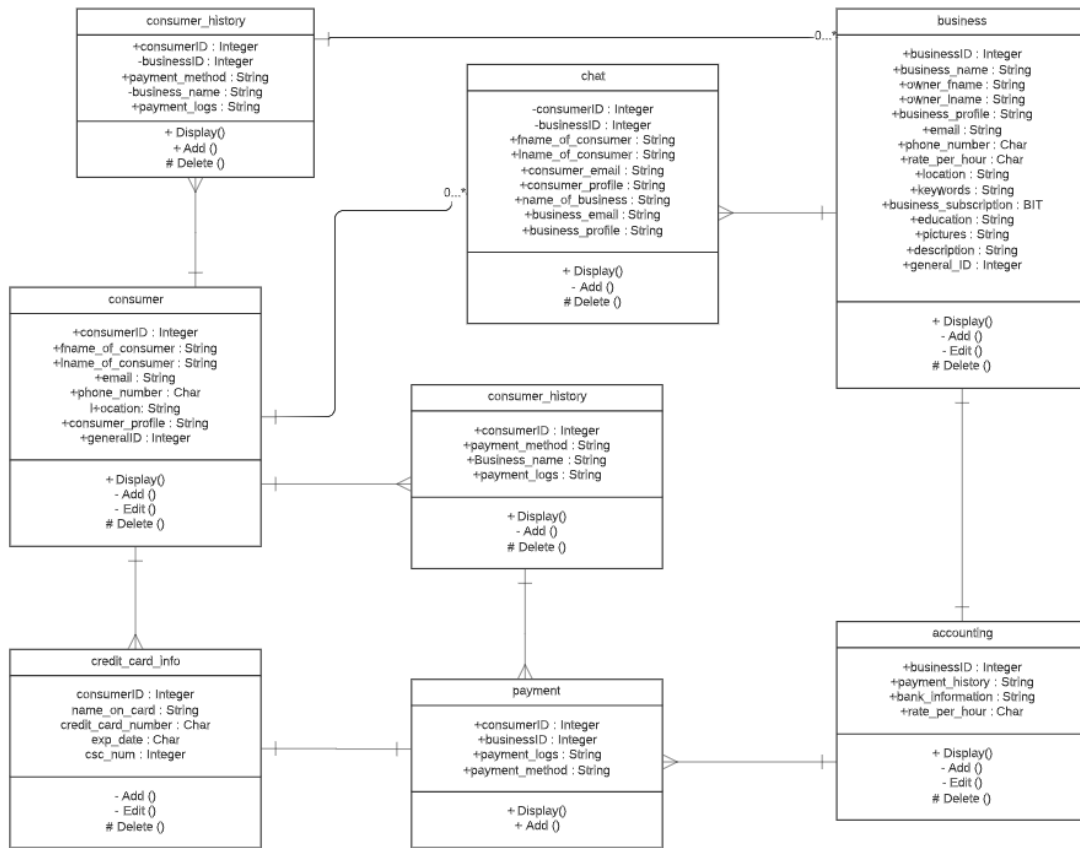 consumer_history
+consumerID : Integer
-businessID : Integer
+payment_method : String
-business_name : String
+payment_logs : String
+ Display()
+ Add ()
# Delete ()
0...*
business
+businessID : Integer
+business_name : String
+owner_fname : String
+owner_lname : String
+business_profile : String
+email : String
+phone_number : Char
+rate_per_hour : Char
+location : String
+keywords : String
+business_subscription : BIT
+education : String
+pictures : String
+description : String
+general_ID : Integer
+ Display()
- Add ()
- Edit ()
# Delete ()
chat
-consumerID : Integer
-businessID : Integer
+fname_of_consumer : String
+lname_of_consumer : String
+consumer_email : String
+consumer_profile : String
+name_of_business : String
+business_email : String
+business_profile : String
+ Display()
- Add ()
# Delete ()
0...*
consumer
+consumerID : Integer
+fname_of_consumer : String
+lname_of_consumer : String
+email : String
+phone_number : Char
l+ocation: String
+consumer_profile : String
+generalID : Integer
+ Display()
- Add ()
- Edit ()
# Delete ()
consumer_history
+consumerID : Integer
+payment_method : String
+Business_name : String
+payment_logs : String
+ Display()
- Add ()
# Delete ()
credit_card_info
consumerID : Integer
name_on_card : String
credit_card_number : Char
exp_date : Char
csc_num : Integer
- Add ()
- Edit ()
# Delete ()
payment
+consumerID : Integer
+businessID : Integer
+payment_logs : String
+payment_method : String
+ Display()
+ Add ()
accounting
+businessID : Integer
+payment_history : String
+bank_information : String
+rate_per_hour : Char
+ Display()
- Add ()
- Edit ()
# Delete ()